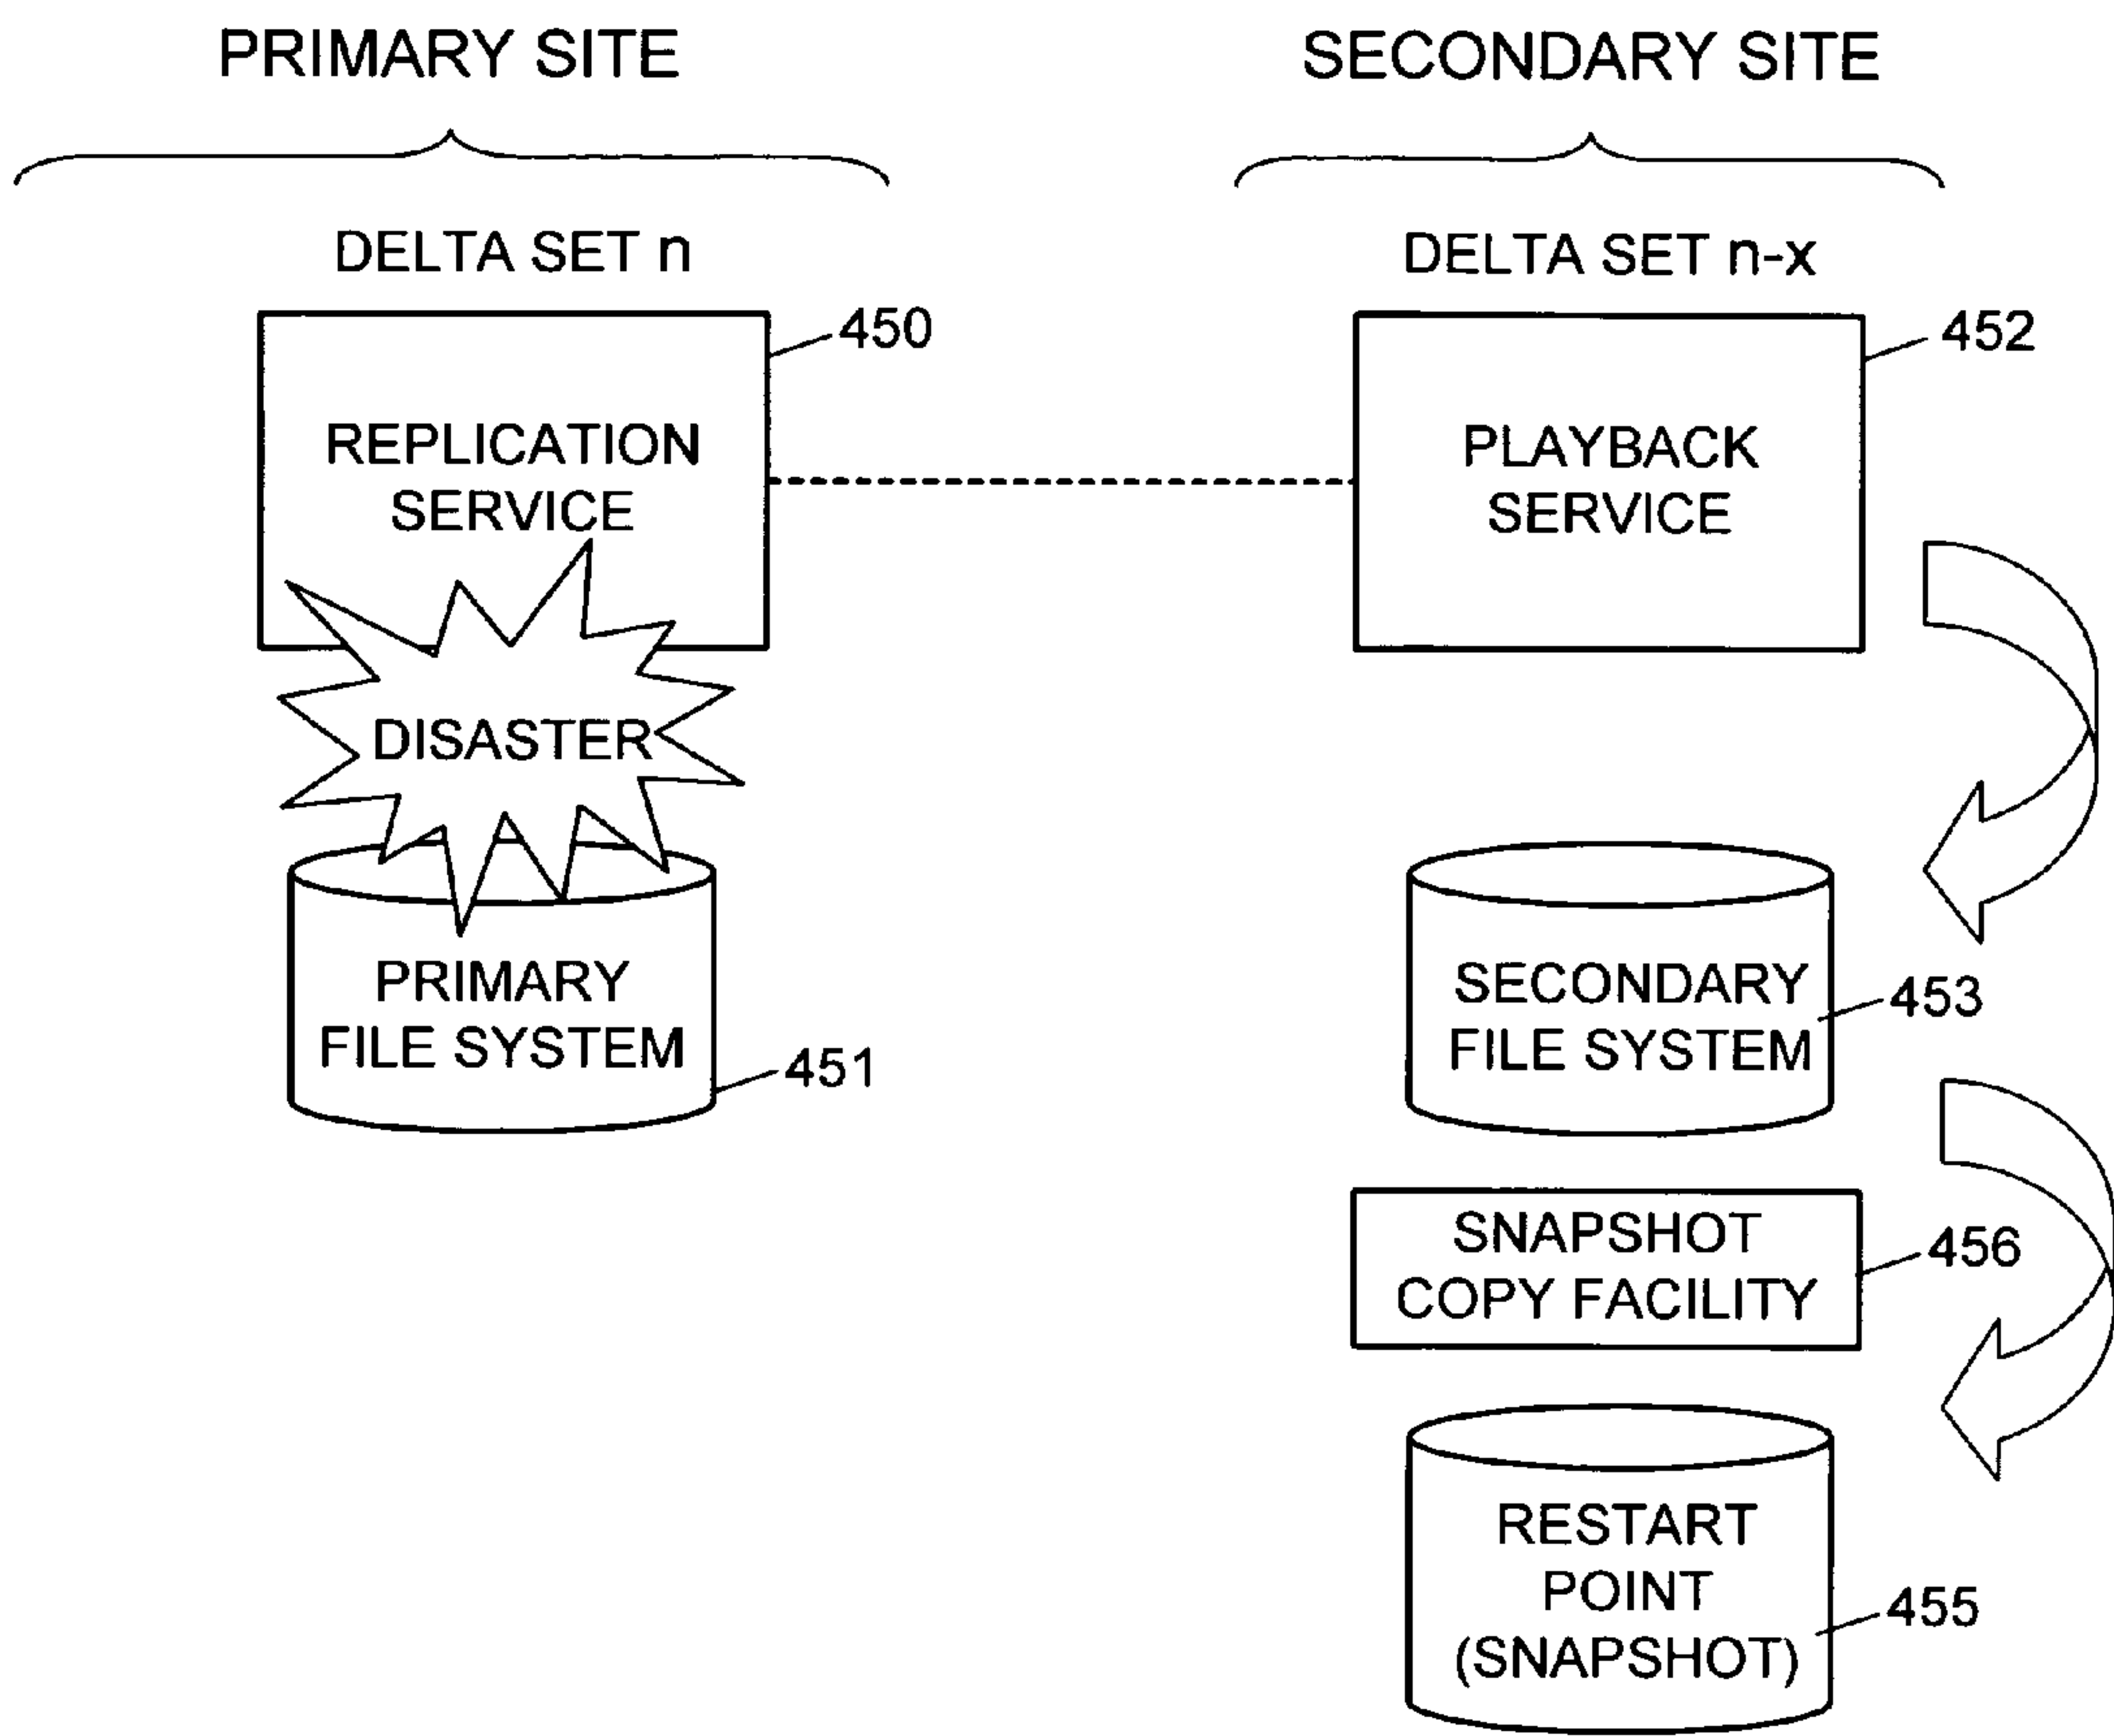 PRIMARY SITE
DELTA SET n
450
REPLICATION
SERVICE
DISASTER
PRIMARY
FILE SYSTEM
451
SECONDARY SITE
DELTA SET n-x
452
PLAYBACK
SERVICE
SECONDARY
FILE SYSTEM
453
SNAPSHOT
COPY FACILITY
456
RESTART
POINT
(SNAPSHOT)
455